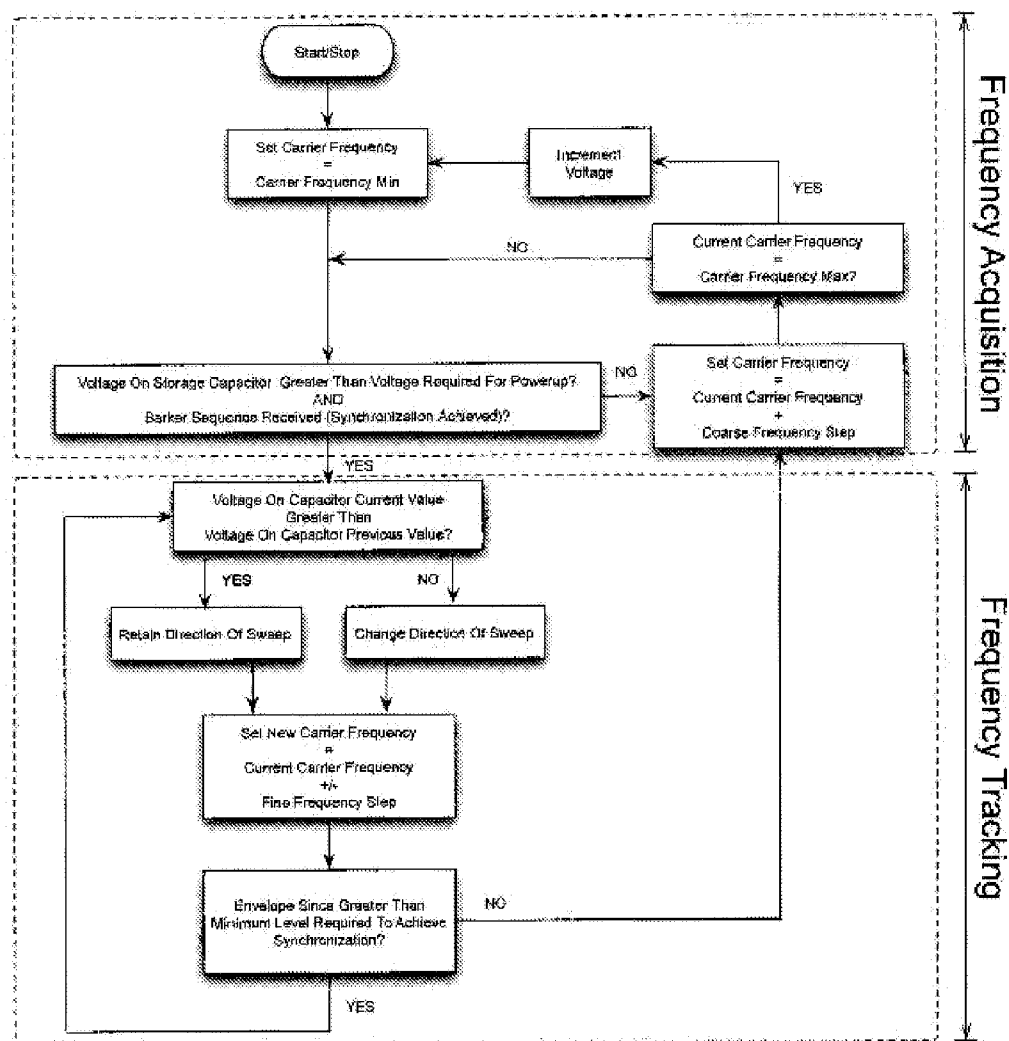 Start/Stop
Set Carrier Frequency
=
Carrier Frequency Min
Increment
Voltage
YES
NO
Current Carrier Frequency
=
Carrier Frequency Max?
Voltage On Storage Capacitor Greater Than Voltage Required For Powerup?
AND
Barker Sequence Received (Synchronization Achieved)?
NO
Set Carrier Frequency
=
Current Carrier Frequency
+
Coarse Frequency Step
Frequency Acquisition
YES
Voltage On Capacitor Current Value
Greater Than
Voltage On Capacitor Previous Value?
YES
NO
Retain Direction Of Sweep
Change Direction Of Sweep
Set New Carrier Frequency
=
Current Carrier Frequency
+/-
Fine Frequency Step
Envelope Since Greater Than
Minimum Level Required To Achieve
Synchronization?
NO
YES
Frequency Tracking